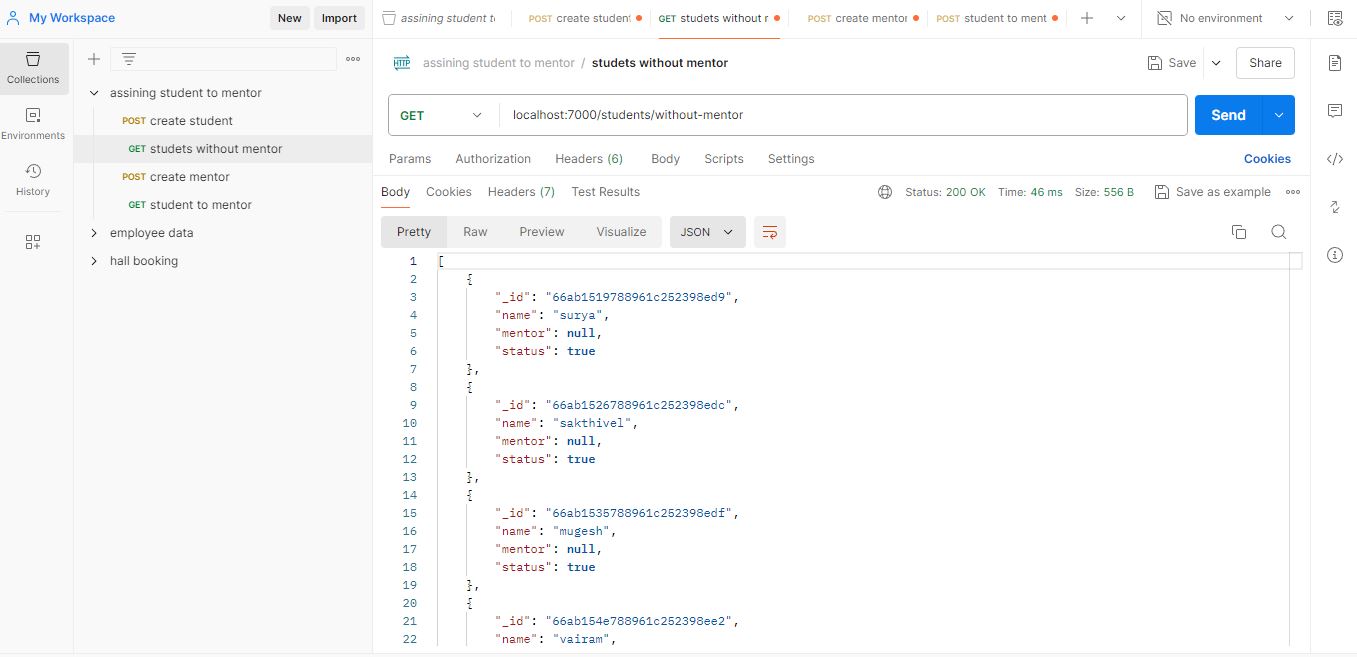 My Workspace New Import
assining student to POST create student GET studets without r POST create mentor POST student to ment No environment
Collections
Environments
History
assining student to mentor
POST create student
GET studets without mentor
POST create mentor
GET student to mentor
employee data
hall booking
HTTP assining student to mentor / studets without mentor Save Share
GET localhost:7000/students/without-mentor Send
Params Authorization Headers (6) Body Scripts Settings Cookies
Body Cookies Headers (7) Test Results Status: 200 OK Time: 46 ms Size: 556 B Save as example
Pretty Raw Preview Visualize JSON
1 [
2 {
3 "_id": "66ab1519788961c252398ed9",
4 "name": "surya",
5 "mentor": null,
6 "status": true
7 },
8 {
9 "_id": "66ab1526788961c252398edc",
10 "name": "sakthivel",
11 "mentor": null,
12 "status": true
13 },
14 {
15 "_id": "66ab1535788961c252398edf",
16 "name": "mugesh",
17 "mentor": null,
18 "status": true
19 },
20 {
21 "_id": "66ab154e788961c252398ee2",
22 "name": "vairam",